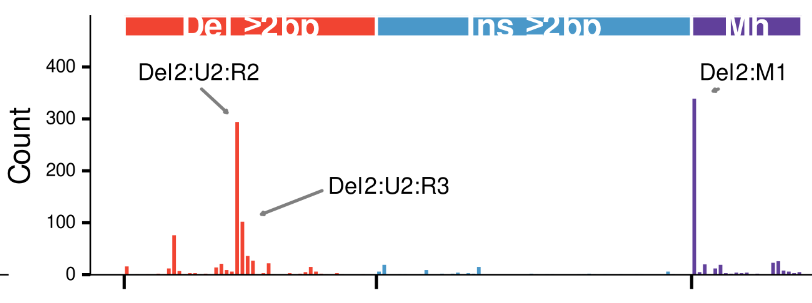 Del ≥2bp Ins ≥2bp Mh
400
Del2:U2:R2 Del2:M1
300
Count
200
Del2:U2:R3
100
0